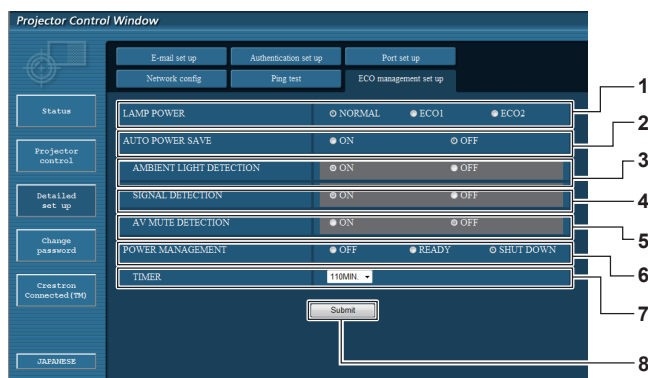 Projector Control Window
E-mail set up Authentication set up Port set up
Network config Ping test ECO management set up
Status
Projector
control
Detailed
set up
Change
password
Crestron
Connected(TM)
JAPANESE
LAMP POWER NORMAL ECO1 ECO2 1
AUTO POWER SAVE ON OFF 2
AMBIENT LIGHT DETECTION ON OFF 3
SIGNAL DETECTION ON OFF 4
AV MUTE DETECTION ON OFF 5
POWER MANAGEMENT OFF READY SHUT DOWN 6
TIMER 110MIN. 7
Submit 8